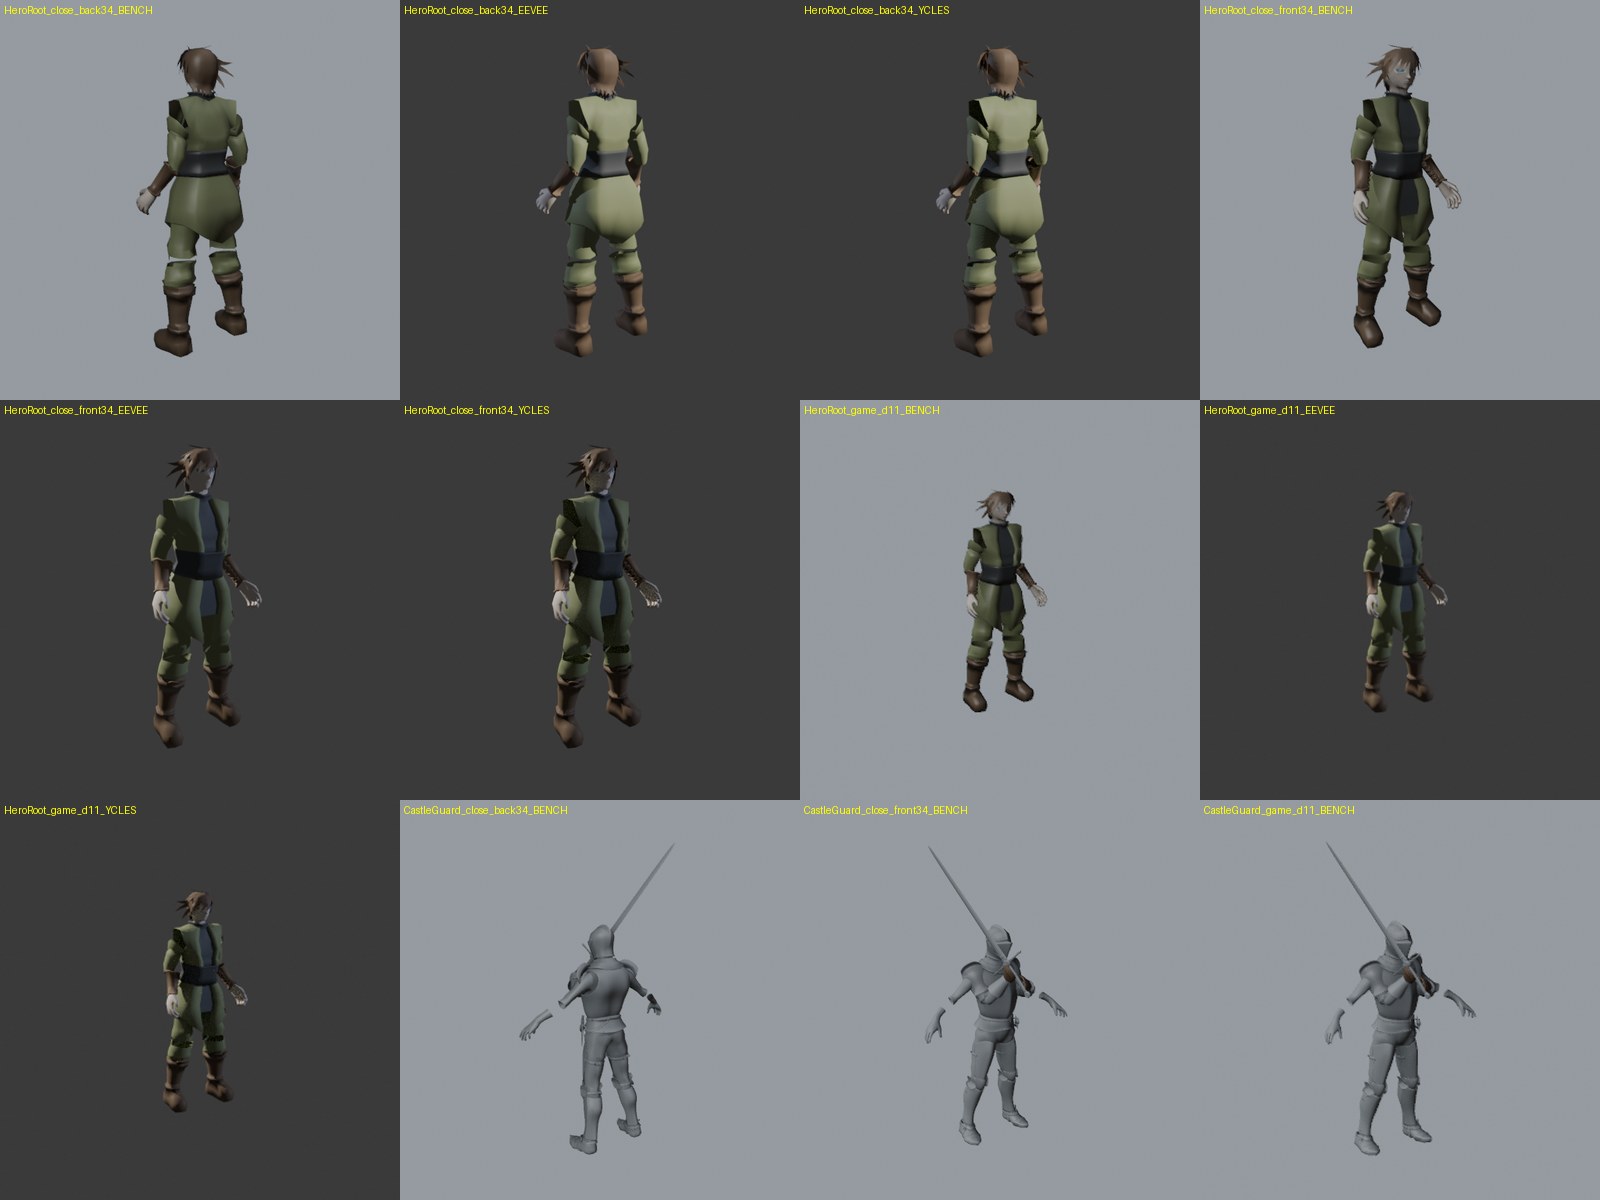 HeroRoot_close_back34_BENCH
HeroRoot_close_back34_EEVEE
HeroRoot_close_back34_YCLES
HeroRoot_close_front34_BENCH
HeroRoot_close_front34_EEVEE
HeroRoot_close_front34_YCLES
HeroRoot_game_d11_BENCH
HeroRoot_game_d11_EEVEE
HeroRoot_game_d11_YCLES
CastleGuard_close_back34_BENCH
CastleGuard_close_front34_BENCH
CastleGuard_game_d11_BENCH